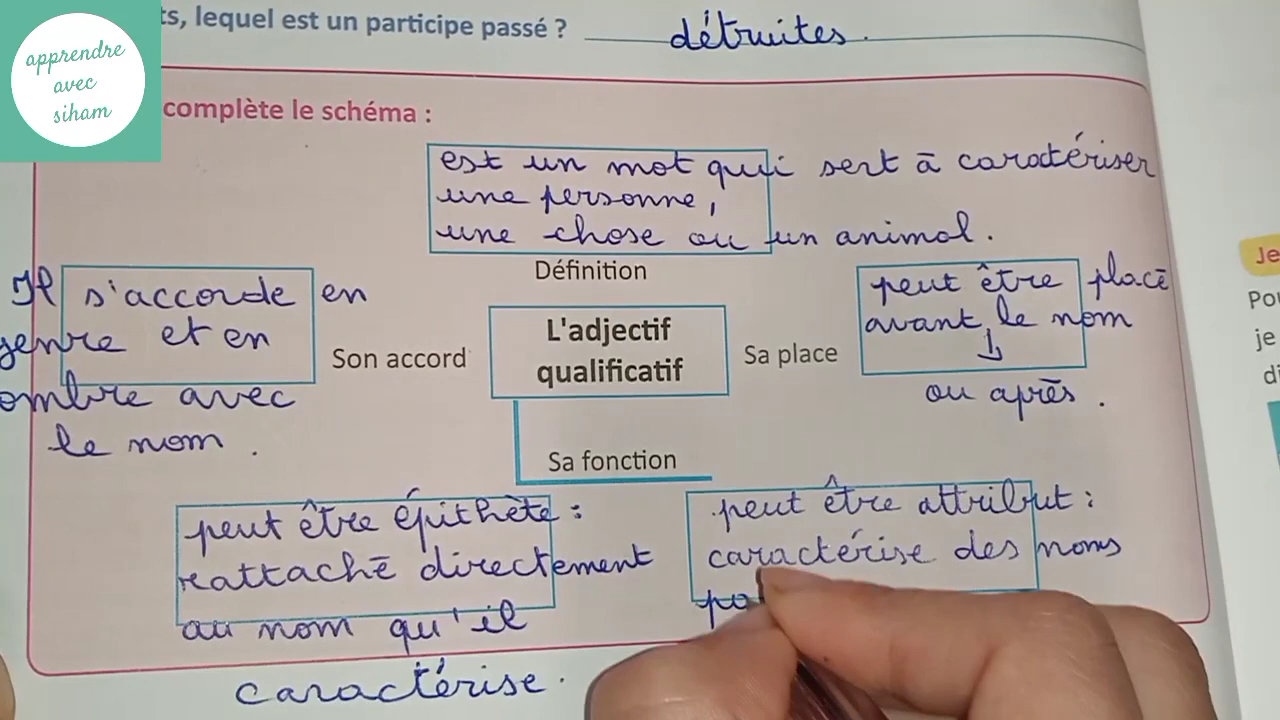 apprendre
avec
siham
ts, lequel est un participe passé ? détruites.
complète le schéma :
est un mot qui sert à caractériser
une personne,
une chose ou un animal.
Définition
Il s'accorde en
genre et en
ombre avec
le nom.
Son accord
L'adjectif
qualificatif
Sa place
peut être placé
avant le nom
ou après.
Sa fonction
peut être épithète :
rattaché directement
au nom qu'il
caractérise.
peut être attribut :
caractérise des noms
pa
Je
Po
je
di